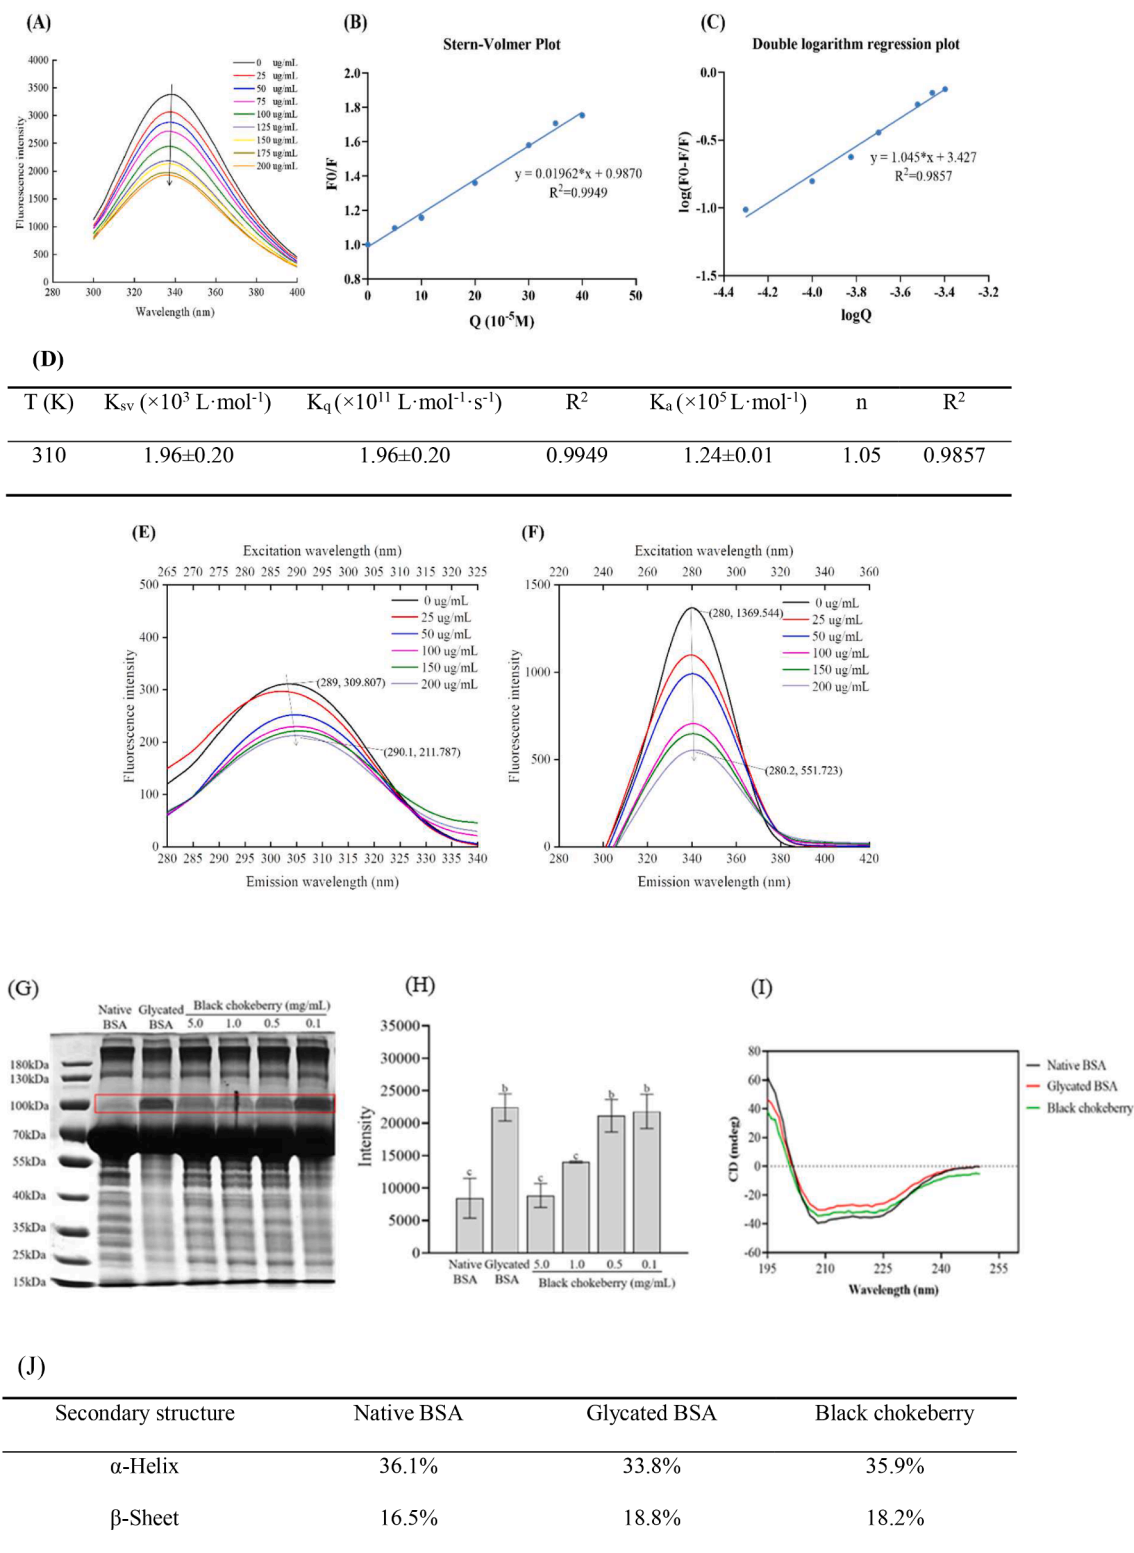 (A)
4000
3500
3000
2500
2000
1500
1000
500
0
280 300 320 340 360 380 400
Fluorescence intensity
Wavelength (nm)
0 ug/mL
25 ug/mL
50 ug/mL
75 ug/mL
100 ug/mL
125 ug/mL
150 ug/mL
175 ug/mL
200 ug/mL
(B)
Stern-Volmer Plot
2.0
1.8
1.6
1.4
1.2
1.0
0.8
F0/F
y = 0.01962*x + 0.9870
R²=0.9949
0 10 20 30 40 50
Q (10⁻⁵M)
(C)
Double logarithm regression plot
0.0
-0.5
-1.0
-1.5
log(F0-F/F)
y = 1.045*x + 3.427
R²=0.9857
-4.4 -4.2 -4.0 -3.8 -3.6 -3.4 -3.2
logQ
(D)
T (K) Ksv (×10³ L·mol⁻¹) Kq (×10¹¹ L·mol⁻¹·s⁻¹) R² Ka (×10⁵ L·mol⁻¹) n R²
310 1.96±0.20 1.96±0.20 0.9949 1.24±0.01 1.05 0.9857
(E)
Excitation wavelength (nm)
265 270 275 280 285 290 295 300 305 310 315 320 325
500
400
300
200
100
0
Fluorescence intensity
0 ug/mL
25 ug/mL
50 ug/mL
100 ug/mL
150 ug/mL
200 ug/mL
(289, 309.807)
(290.1, 211.787)
280 285 290 295 300 305 310 315 320 325 330 335 340
Emission wavelength (nm)
(F)
Excitation wavelength (nm)
220 240 260 280 300 320 340 360
1500
1000
500
0
Fluorescence intensity
0 ug/mL
25 ug/mL
50 ug/mL
100 ug/mL
150 ug/mL
200 ug/mL
(280, 1369.544)
(280.2, 551.723)
280 300 320 340 360 380 400 420
Emission wavelength (nm)
(G)
Native BSA
Glycated BSA
Black chokeberry (mg/mL)
5.0 1.0 0.5 0.1
180kDa
130kDa
100kDa
70kDa
55kDa
40kDa
35kDa
25kDa
15kDa
(H)
35000
30000
25000
20000
15000
10000
5000
0
Intensity
c b c c b b
Native BSA
Glycated BSA
5.0 1.0 0.5 0.1
Black chokeberry (mg/mL)
(I)
80
60
40
20
0
-20
-40
-60
CD (mdeg)
195 210 225 240 255
Wavelength (nm)
Native BSA
Glycated BSA
Black chokeberry
(J)
Secondary structure Native BSA Glycated BSA Black chokeberry
α-Helix 36.1% 33.8% 35.9%
β-Sheet 16.5% 18.8% 18.2%